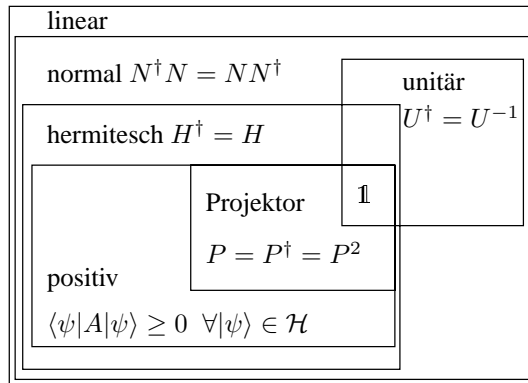 linear
normal N†N = NN†
unitär
U† = U⁻¹
hermitesch H† = H
𝟙
Projektor
P = P† = P²
positiv
⟨ψ|A|ψ⟩ ≥ 0 ∀|ψ⟩ ∈ ℋ